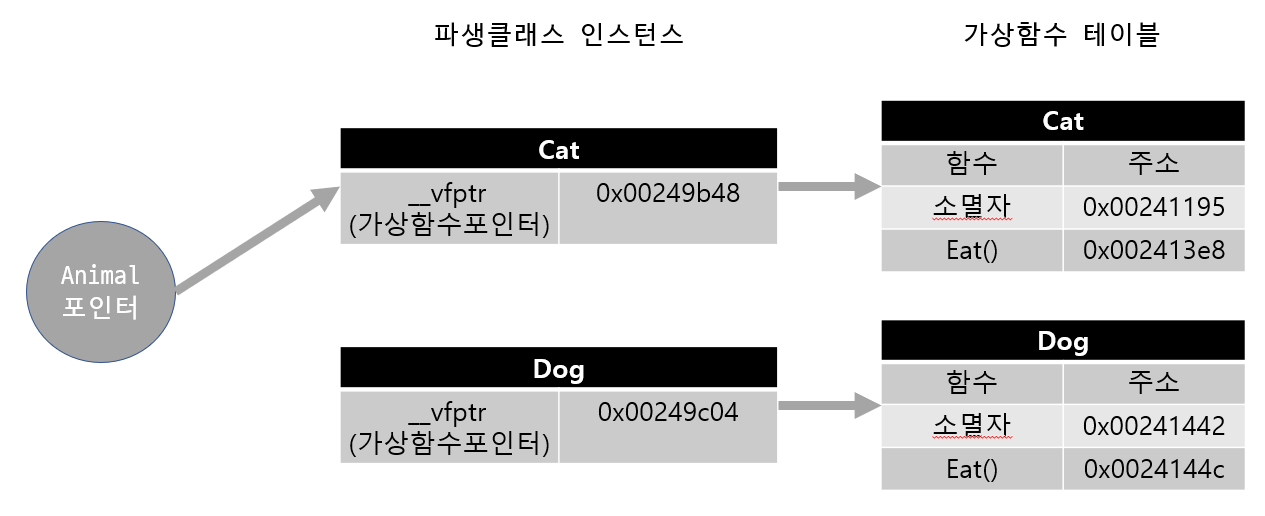 파생클래스 인스턴스
가상함수 테이블
Animal
포인터
Cat
__vfptr
(가상함수포인터)
0x00249b48
Cat
함수 주소
소멸자 0x00241195
Eat() 0x002413e8
Dog
__vfptr
(가상함수포인터)
0x00249c04
Dog
함수 주소
소멸자 0x00241442
Eat() 0x0024144c